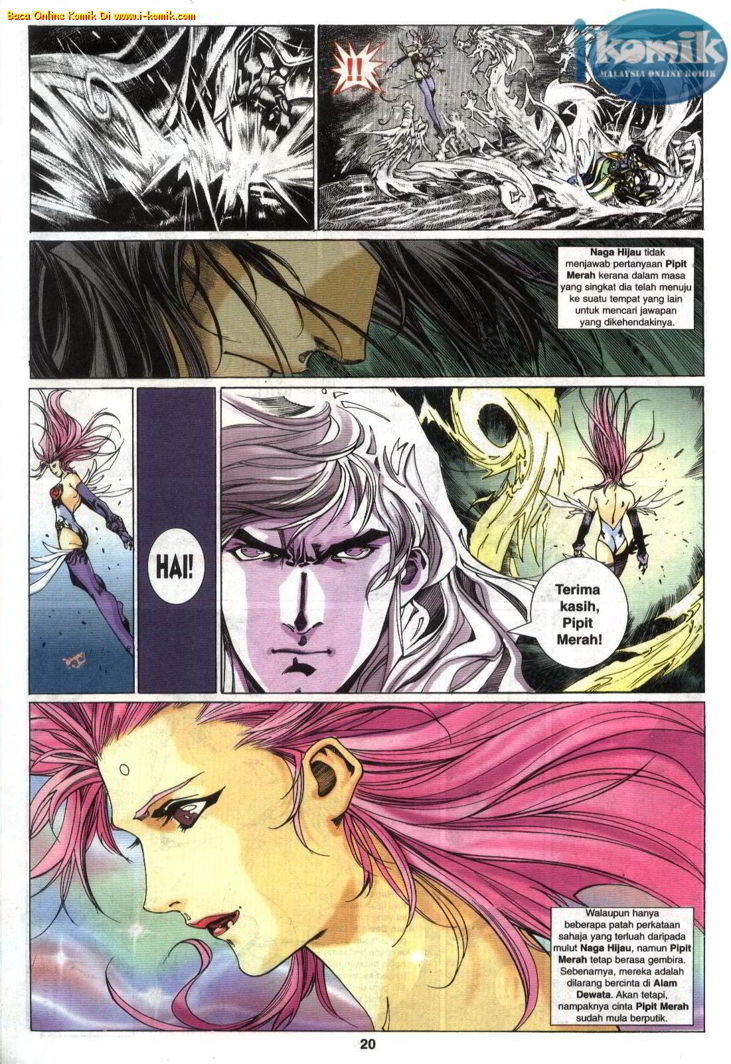 Baca Online Komik Di www.i-komik.com
ikomik
MALAYSIA ONLINE KOMIK
!!
Naga Hijau tidak
menjawab pertanyaan Pipit
Merah kerana dalam masa
yang singkat dia telah menuju
ke suatu tempat yang lain
untuk mencari jawapan
yang dikehendakinya.
HAI!
Terima
kasih,
Pipit
Merah!
Walaupun hanya
beberapa patah perkataan
sahaja yang terluah daripada
mulut Naga Hijau, namun Pipit
Merah tetap berasa gembira.
Sebenarnya, mereka adalah
dilarang bercinta di Alam
Dewata. Akan tetapi,
nampaknya cinta Pipit Merah
sudah mula berputik.
20